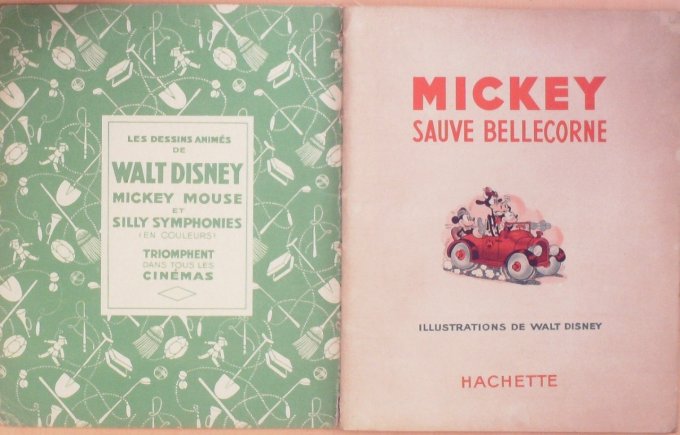 LES DESSINS ANIMÉS
DE
WALT DISNEY
MICKEY MOUSE
ET
SILLY SYMPHONIES
(EN COULEURS)
TRIOMPHENT
DANS TOUS LES
CINÉMAS
MICKEY
SAUVE BELLECORNE
ILLUSTRATIONS DE WALT DISNEY
HACHETTE